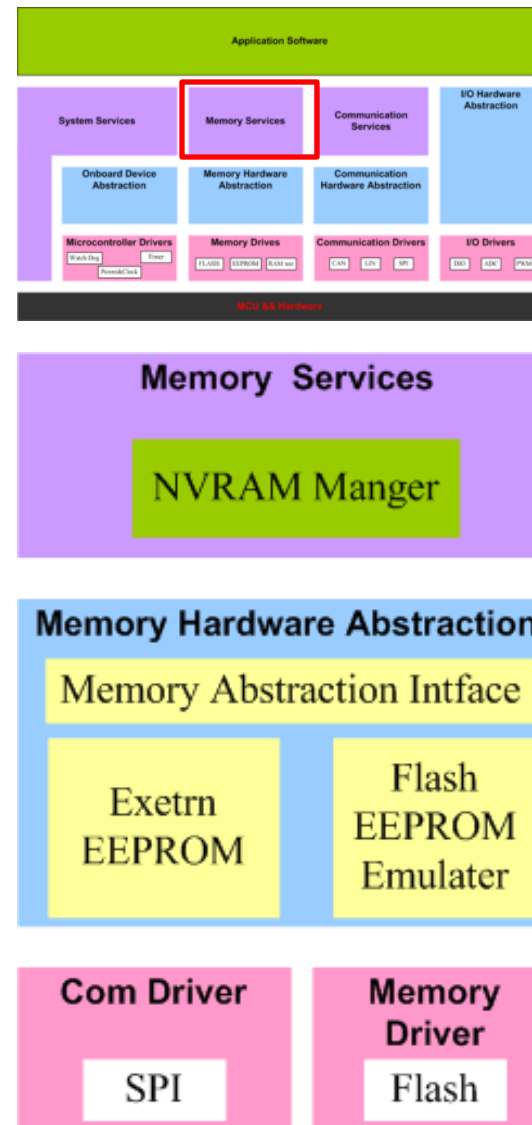 Application Software
System Services
Memory Services
Communication
Services
I/O Hardware
Abstraction
Onboard Device
Abstraction
Memory Hardware
Abstraction
Communication
Hardware Abstraction
Microcontroller Drivers
Watch Dog
Timer
Power&Clock
Memory Drives
FLASH
EEPROM
RAM test
Communication Drivers
CAN
LIN
SPI
I/O Drivers
DIO
ADC
PWM
MCU && Hardware
Memory Services
NVRAM Manger
Memory Hardware Abstraction
Memory Abstraction Intface
Exetrn
EEPROM
Flash
EEPROM
Emulater
Com Driver
SPI
Memory
Driver
Flash